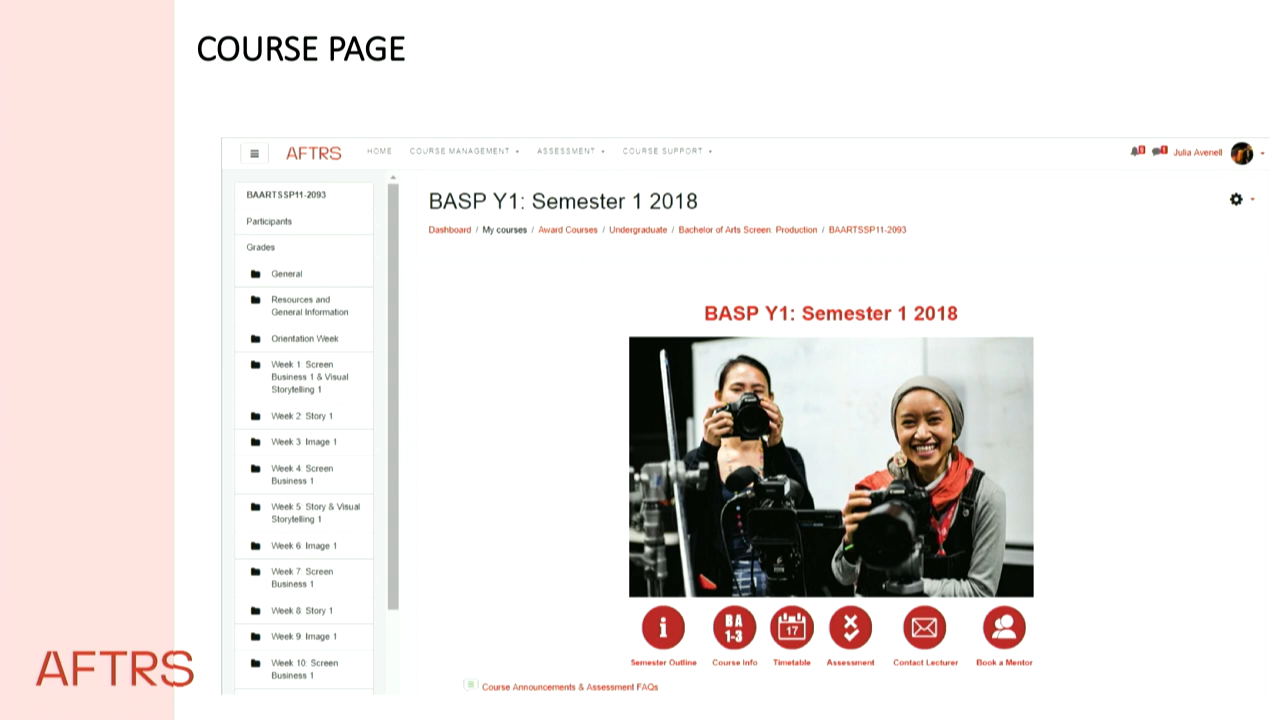 COURSE PAGE
AFTRS
HOME
COURSE MANAGEMENT
ASSESSMENT
COURSE SUPPORT
Julia Avenell
BAARTSSP11-2093
Participants
Grades
General
Resources and
General Information
Orientation Week
Week 1: Screen
Business 1 & Visual
Storytelling 1
Week 2: Story 1
Week 3: Image 1
Week 4: Screen
Business 1
Week 5: Story & Visual
Storytelling 1
Week 6: Image 1
Week 7: Screen
Business 1
Week 8: Story 1
Week 9: Image 1
Week 10: Screen
Business 1
BASP Y1: Semester 1 2018
Dashboard / My courses / Award Courses / Undergraduate / Bachelor of Arts Screen: Production / BAARTSSP11-2093
BASP Y1: Semester 1 2018
BA
1-3
17
Semester Outline
Course Info
Timetable
Assessment
Contact Lecturer
Book a Mentor
Course Announcements & Assessment FAQs
AFTRS